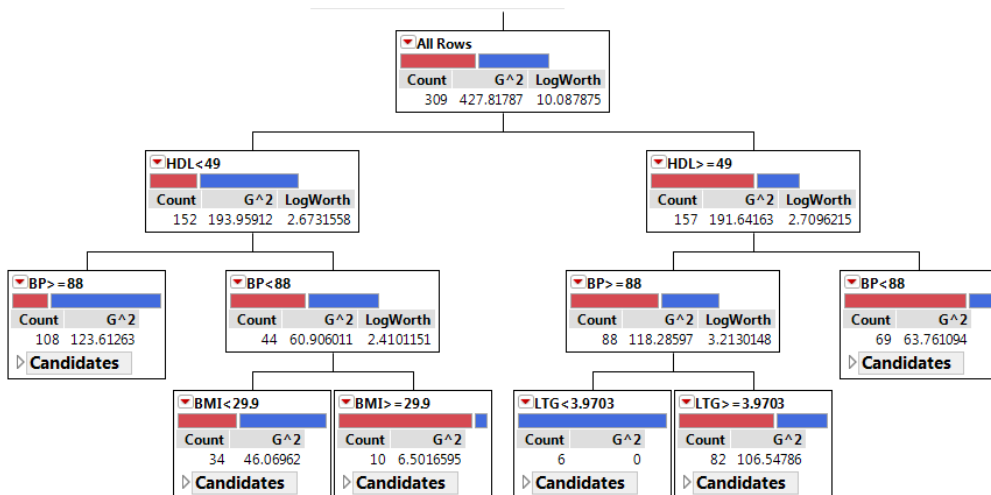 All Rows
Count G^2 LogWorth
309 427.81787 10.087875
HDL<49
Count G^2 LogWorth
152 193.95912 2.6731558
HDL>=49
Count G^2 LogWorth
157 191.64163 2.7096215
BP>=88
Count G^2
108 123.61263
Candidates
BP<88
Count G^2 LogWorth
44 60.906011 2.4101151
BP>=88
Count G^2 LogWorth
88 118.28597 3.2130148
BP<88
Count G^2
69 63.761094
Candidates
BMI<29.9
Count G^2
34 46.06962
Candidates
BMI>=29.9
Count G^2
10 6.5016595
Candidates
LTG<3.9703
Count G^2
6 0
Candidates
LTG>=3.9703
Count G^2
82 106.54786
Candidates